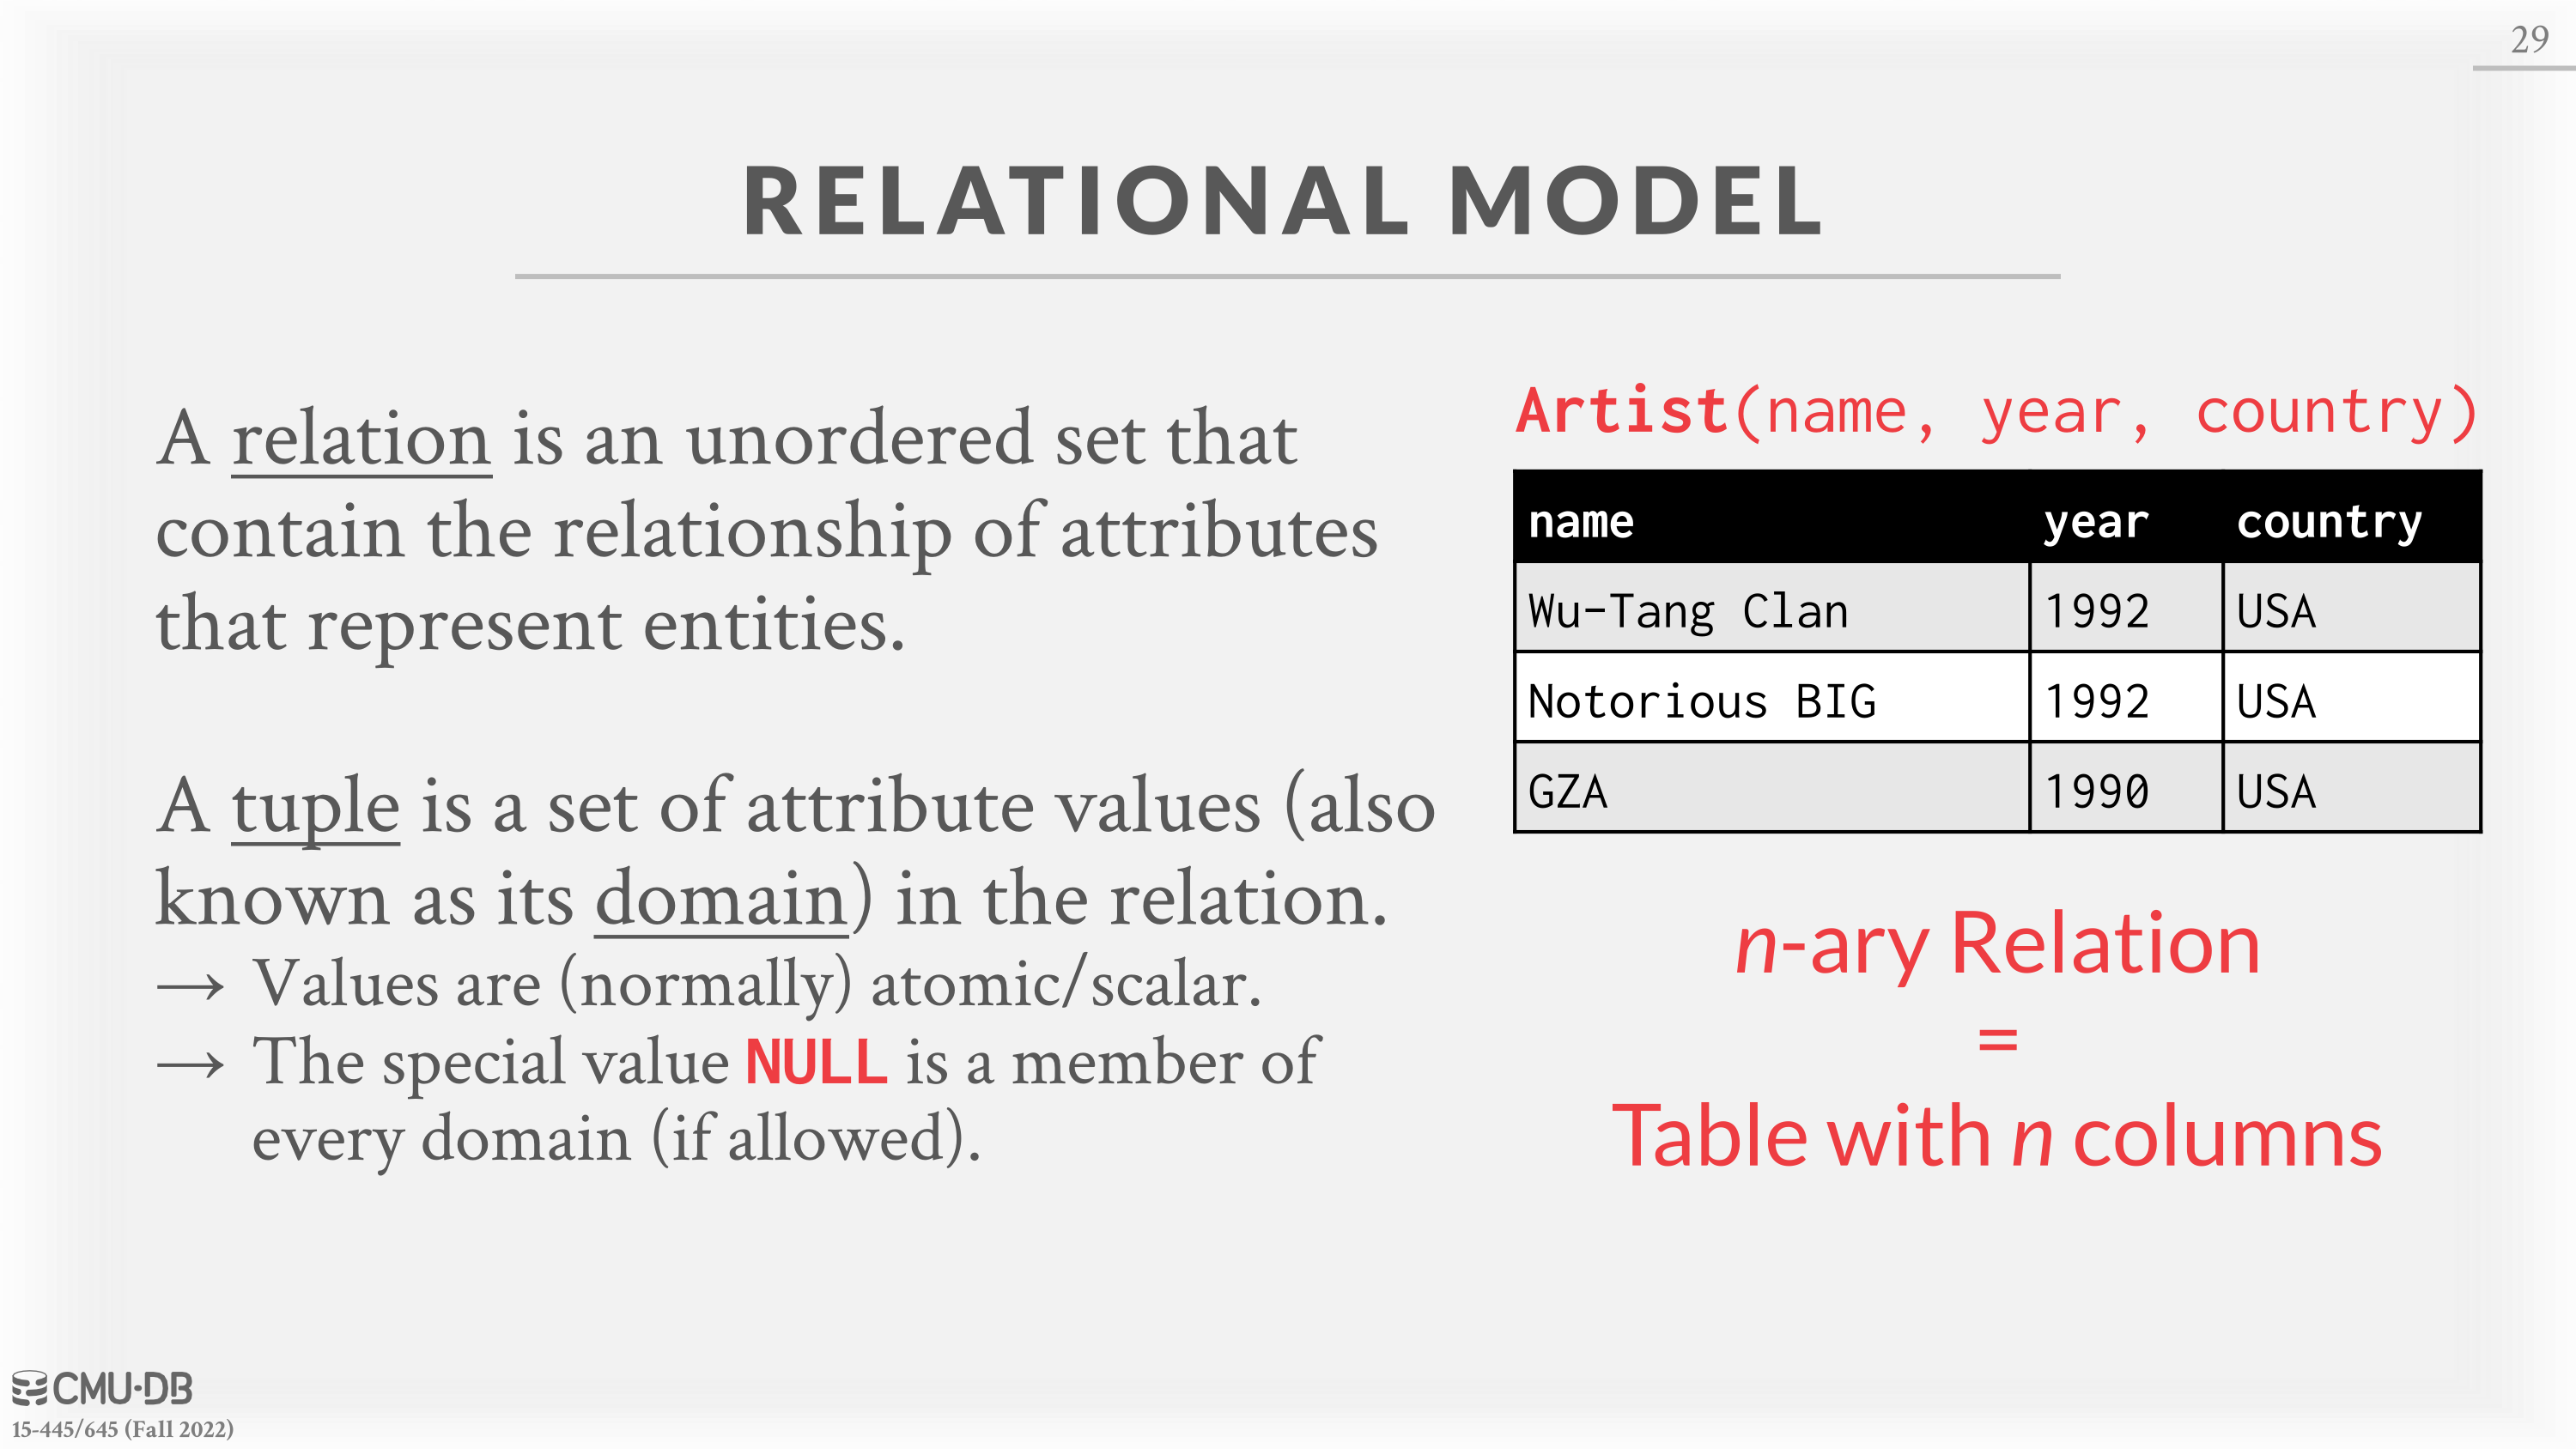 29
RELATIONAL MODEL
A relation is an unordered set that
contain the relationship of attributes
that represent entities.
A tuple is a set of attribute values (also
known as its domain) in the relation.
→ Values are (normally) atomic/scalar.
→ The special value NULL is a member of
every domain (if allowed).
Artist(name, year, country)
name year country
Wu-Tang Clan 1992 USA
Notorious BIG 1992 USA
GZA 1990 USA
n-ary Relation
=
Table with n columns
CMU·DB
15-445/645 (Fall 2022)